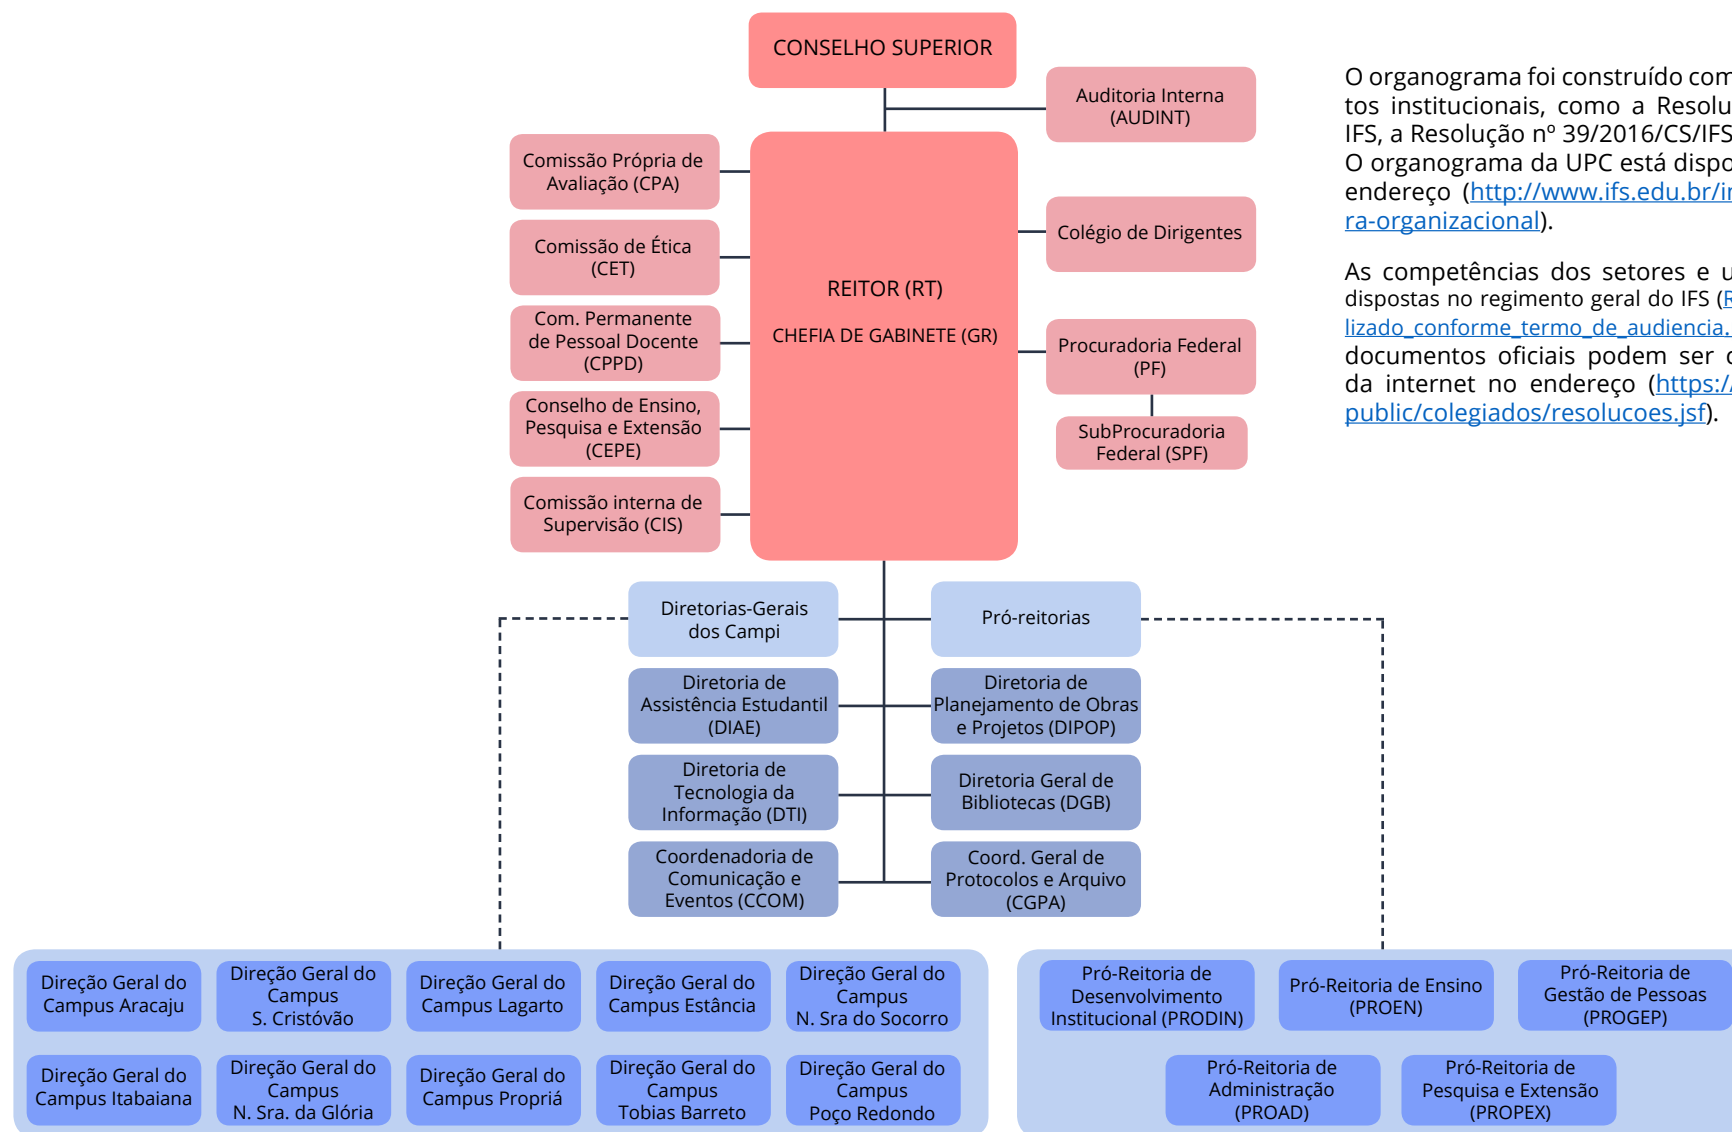 CONSELHO SUPERIOR
Auditoria Interna
(AUDINT)
Comissão Própria de
Avaliação (CPA)
Comissão de Ética
(CET)
Com. Permanente
de Pessoal Docente
(CPPD)
Conselho de Ensino,
Pesquisa e Extensão
(CEPE)
Comissão interna de
Supervisão (CIS)
REITOR (RT)
CHEFIA DE GABINETE (GR)
Colégio de Dirigentes
Procuradoria Federal
(PF)
SubProcuradoria
Federal (SPF)
O organograma foi construído com
tos institucionais, como a Resolu
IFS, a Resolução nº 39/2016/CS/IFS
O organograma da UPC está dispo
endereço (http://www.ifs.edu.br/i
ra-organizacional).
As competências dos setores e u
dispostas no regimento geral do IFS (R
lizado_conforme_termo_de_audiencia.
documentos oficiais podem ser
da internet no endereço (https:/
public/colegiados/resolucoes.jsf).
Diretorias-Gerais
dos Campi
Pró-reitorias
Diretoria de
Assistência Estudantil
(DIAE)
Diretoria de
Planejamento de Obras
e Projetos (DIPOP)
Diretoria de
Tecnologia da
Informação (DTI)
Diretoria Geral de
Bibliotecas (DGB)
Coordenadoria de
Comunicação e
Eventos (CCOM)
Coord. Geral de
Protocolos e Arquivo
(CGPA)
Direção Geral do
Campus Aracaju
Direção Geral do
Campus
S. Cristóvão
Direção Geral do
Campus Lagarto
Direção Geral do
Campus Estância
Direção Geral do
Campus
N. Sra do Socorro
Direção Geral do
Campus Itabaiana
Direção Geral do
Campus
N. Sra. da Glória
Direção Geral do
Campus Propriá
Direção Geral do
Campus
Tobias Barreto
Direção Geral do
Campus
Poço Redondo
Pró-Reitoria de
Desenvolvimento
Institucional (PRODIN)
Pró-Reitoria de Ensino
(PROEN)
Pró-Reitoria de
Gestão de Pessoas
(PROGEP)
Pró-Reitoria de
Administração
(PROAD)
Pró-Reitoria de
Pesquisa e Extensão
(PROPEX)